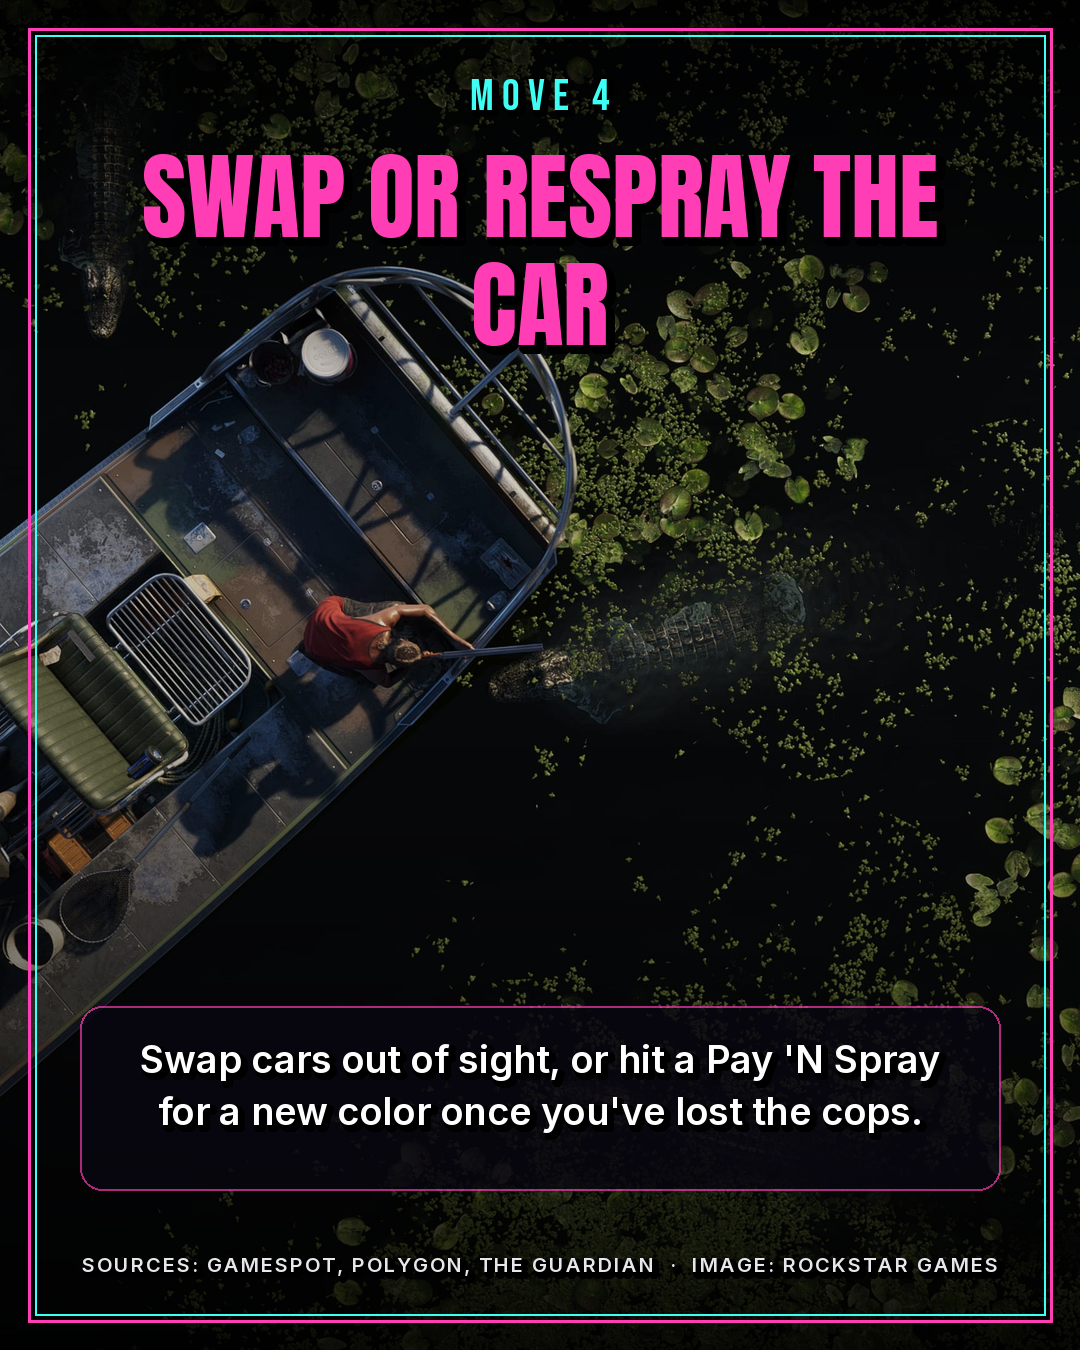 MOVE 4
SWAP OR RESPRAY THE
CAR
Swap cars out of sight, or hit a Pay 'N Spray
for a new color once you've lost the cops.
SOURCES: GAMESPOT, POLYGON, THE GUARDIAN · IMAGE: ROCKSTAR GAMES